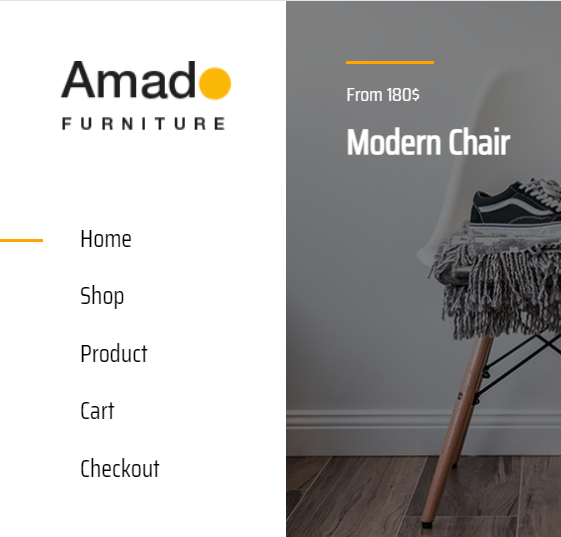 Amado
FURNITURE
Home
Shop
Product
Cart
Checkout
From 180$
Modern Chair